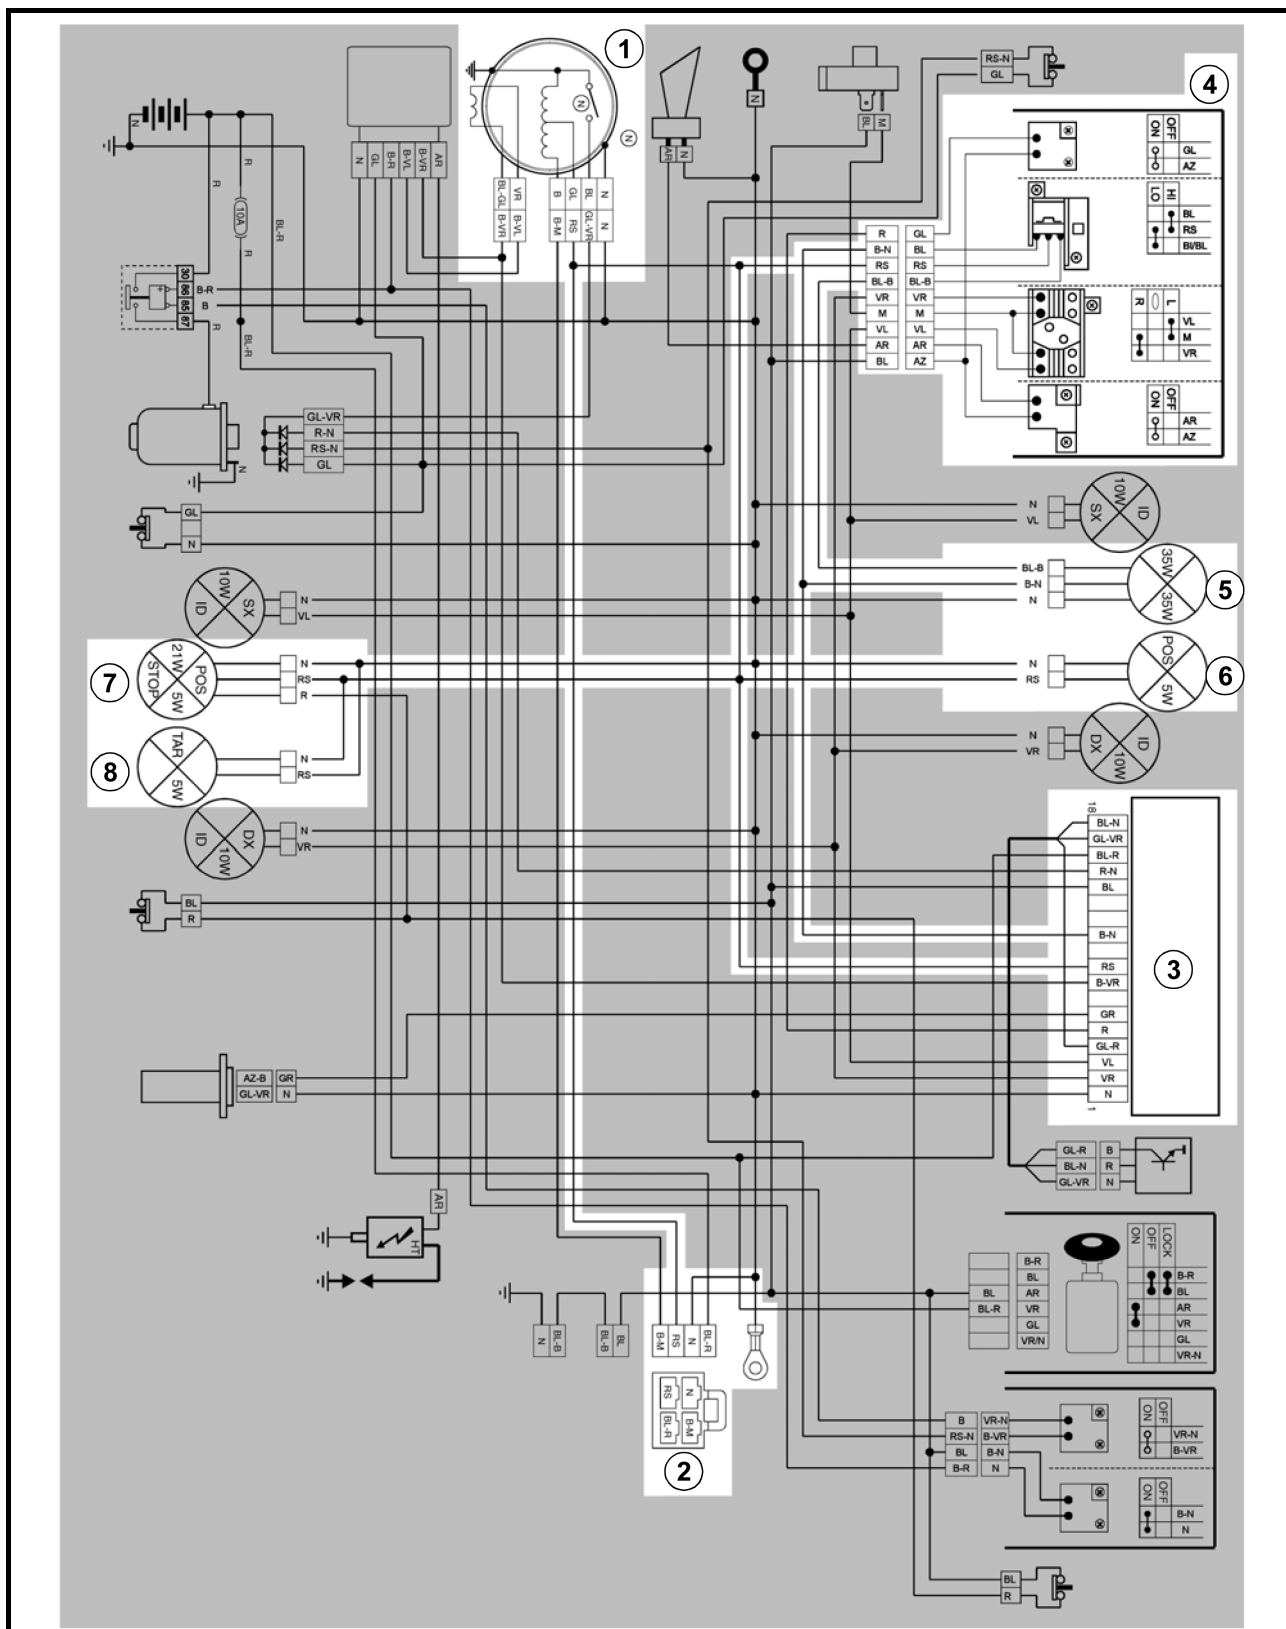 1
N
N
N
R
R
10A
R
BL-R
BL-R
R
30
86
85
87
B-R
B
N
GL
B-R
B-VL
B-VR
AR
BL-GL
VR
B-VR
B-VL
B
GL
BL
N
B-M
RS
GL-VR
N
AR
N
N
BL
M
RS-N
GL
4
ON
OFF
GL
AZ
LO
HI
BL
RS
BI/BL
R
L
VL
M
VR
ON
OFF
AR
AZ
R
GL
B-N
BL
RS
RS
BL-B
BL-B
VR
VR
M
M
VL
VL
AR
AR
BL
AZ
GL-VR
R-N
RS-N
GL
N
GL
N
10W
SX
ID
N
VL
10W
SX
ID
N
VL
BL-B
B-N
N
35W
35W
5
7
21W
STOP
POS
5W
N
RS
R
N
RS
POS
5W
6
8
TAR
5W
N
RS
N
VR
DX
ID
10W
DX
ID
10W
N
VR
BL
R
18
BL-N
GL-VR
BL-R
R-N
BL
B-N
RS
B-VR
GR
R
GL-R
VL
VR
N
1
3
AZ-B
GR
GL-VR
N
GL-R
B
BL-N
R
GL-VR
N
AR
HT
ON
OFF
LOCK
B-R
BL
AR
VR
GL
VR-N
B-R
BL
BL
AR
BL-R
VR
GL
VR/N
N
BL-B
BL-B
BL
B-M
RS
N
BL-R
RS
N
BL-R
B-M
2
B
VR-N
RS-N
B-VR
BL
B-N
B-R
N
ON
OFF
VR-N
B-VR
ON
OFF
B-N
N
BL
R